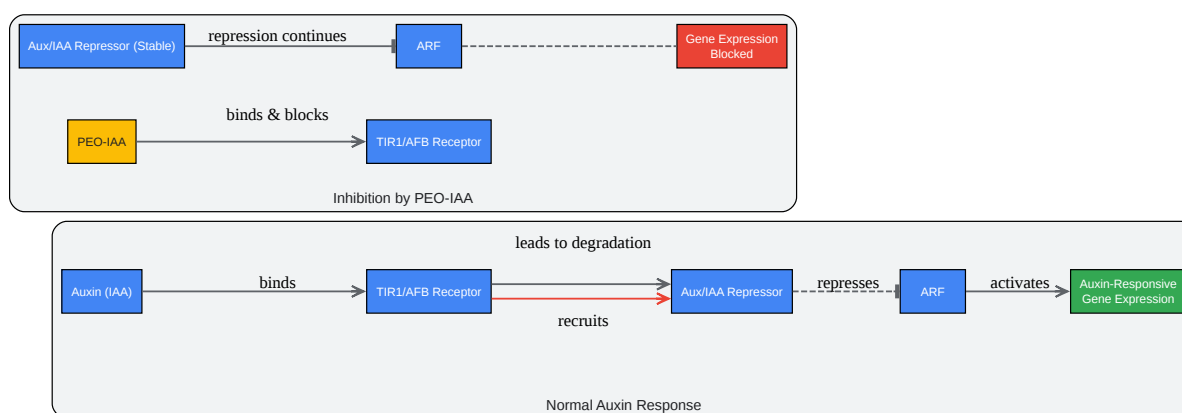 Aux/IAA Repressor (Stable)
repression continues
ARF
Gene Expression
Blocked
PEO-IAA
binds & blocks
TIR1/AFB Receptor
Inhibition by PEO-IAA
leads to degradation
Auxin (IAA)
binds
TIR1/AFB Receptor
recruits
Aux/IAA Repressor
represses
ARF
activates
Auxin-Responsive
Gene Expression
Normal Auxin Response